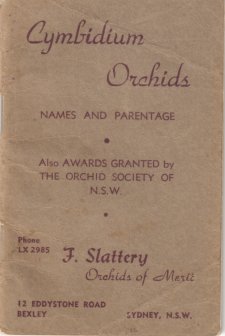 Cymbidium
Orchids
NAMES AND PARENTAGE
Also AWARDS GRANTED by
THE ORCHID SOCIETY OF
N.S.W.
Phone
LX 2985
F. Slattery
Orchids of Merit
12 EDDYSTONE ROAD
BEXLEY SYDNEY, N.S.W.